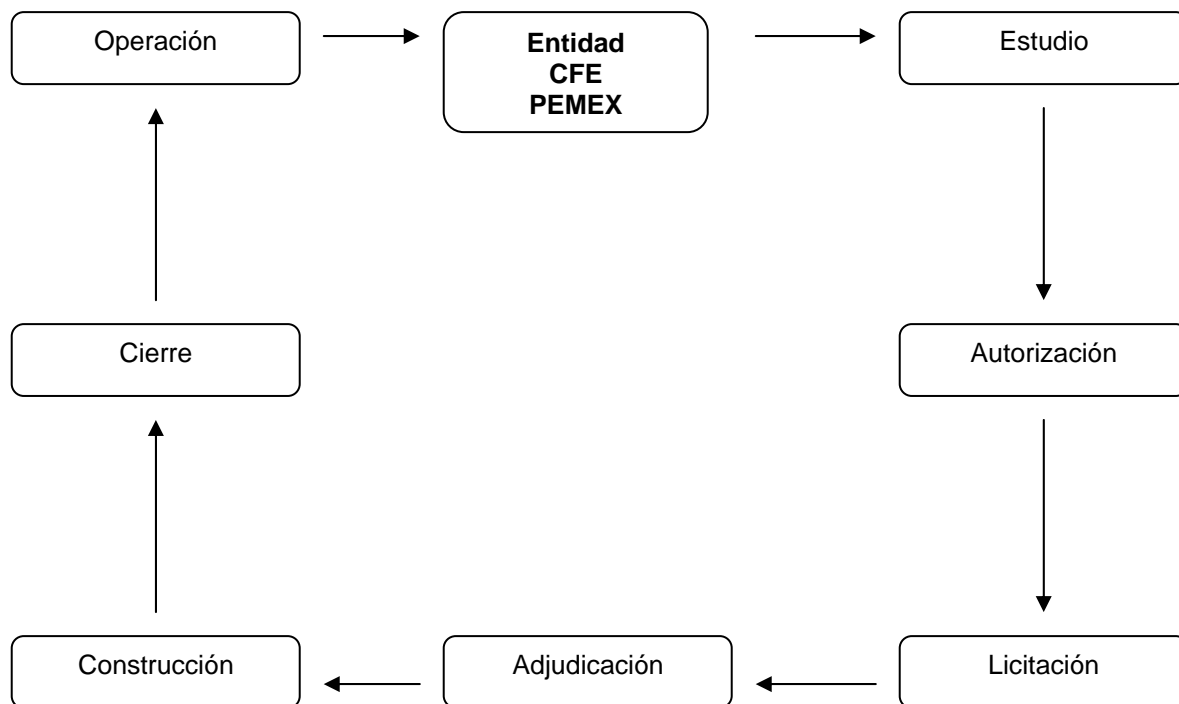 Operación
Entidad
CFE
PEMEX
Estudio
Cierre
Autorización
Construcción
Adjudicación
Licitación